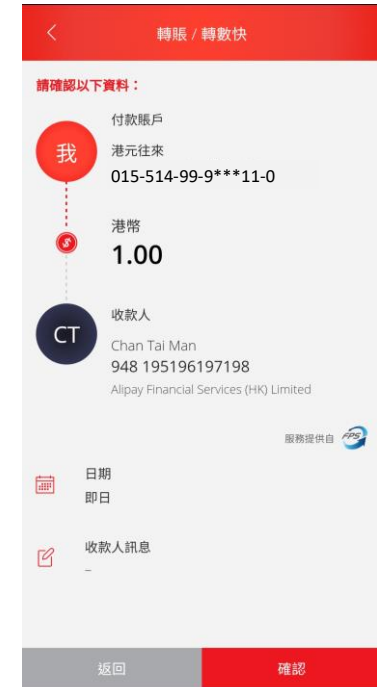 轉賬 / 轉數快
請確認以下資料：
付款賬戶
我
港元往來
015-514-99-9***11-0
港幣
1.00
收款人
CT
Chan Tai Man
948 195196197198
Alipay Financial Services (HK) Limited
服務提供自 FPS
日期
即日
收款人訊息
–
返回
確認